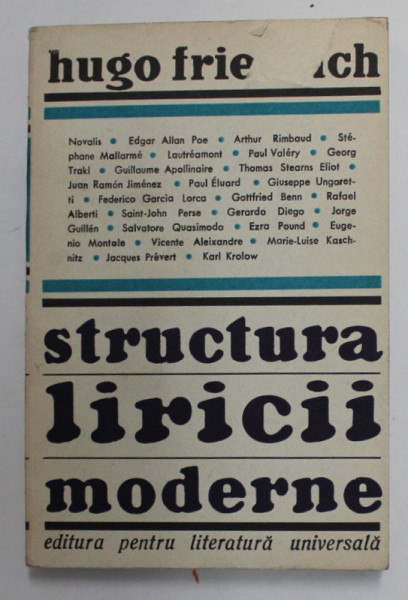 hugo frie ich
Novalis • Edgar Allan Poe • Arthur Rimbaud • Sté-
phane Mallarmé • Lautréamont • Paul Valéry • Georg
Trakl • Guillaume Apollinaire • Thomas Stearns Eliot •
Juan Ramón Jiménez • Paul Éluard • Giuseppe Ungaret-
ti • Federico Garcia Lorca • Gottfried Benn • Rafael
Alberti • Saint-John Perse • Gerardo Diego • Jorge
Guillén • Salvatore Quasimodo • Ezra Pound • Euge-
nio Montale • Vicente Aleixandre • Marie-Luise Kasch-
nitz • Jacques Prévert • Karl Krolow
structura
liricii
moderne
editura pentru literatură universală